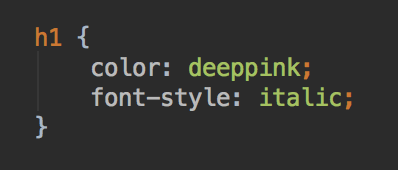 h1 {
    color: deeppink;
    font-style: italic;
}